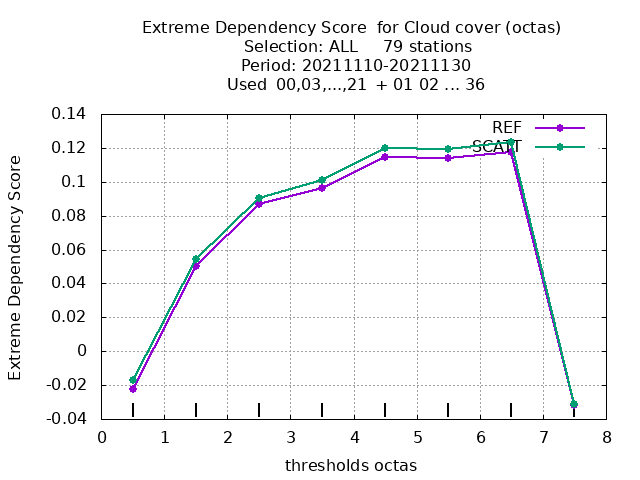 Extreme Dependency Score  for Cloud cover (octas)
Selection: ALL     79 stations
Period: 20211110-20211130
Used  00,03,...,21  + 01 02 ... 36
REF
SCATT
0.14
0.12
0.1
0.08
0.06
0.04
0.02
0
-0.02
-0.04
Extreme Dependency Score
0 1 2 3 4 5 6 7 8
thresholds octas